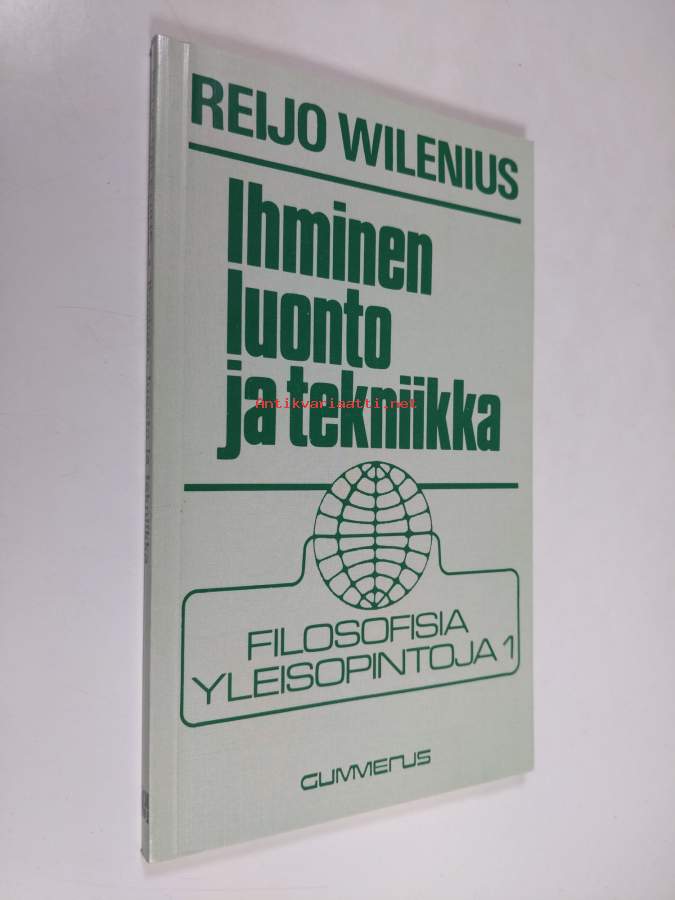 REIJO WILENIUS
Ihminen
luonto
ja tekniikka
Antikvariaatti.net
FILOSOFISIA
YLEISOPINTOJA 1
GUMMERUS